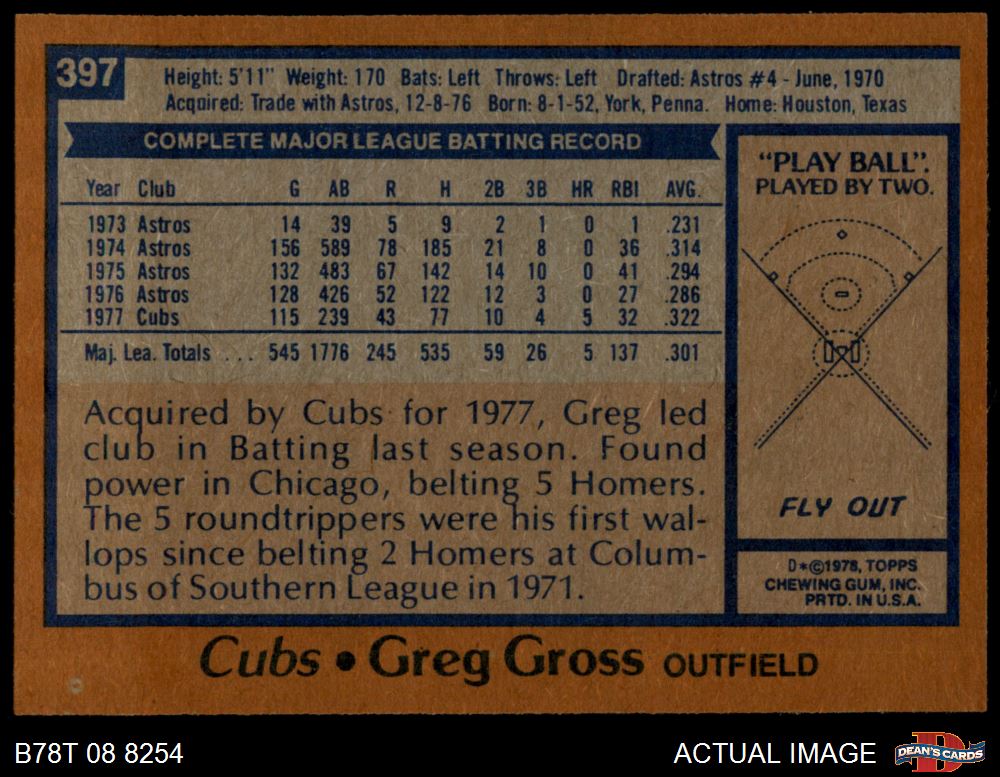 397
Height: 5'11" Weight: 170 Bats: Left Throws: Left Drafted: Astros #4 - June, 1970
Acquired: Trade with Astros, 12-8-76 Born: 8-1-52, York, Penna. Home: Houston, Texas
COMPLETE MAJOR LEAGUE BATTING RECORD
Year Club G AB R H 2B 3B HR RBI AVG.
1973 Astros 14 39 5 9 2 1 0 1 .231
1974 Astros 156 589 78 185 21 8 0 36 .314
1975 Astros 132 483 67 142 14 10 0 41 .294
1976 Astros 128 426 52 122 12 3 0 27 .286
1977 Cubs 115 239 43 77 10 4 5 32 .322
Maj. Lea. Totals . . . 545 1776 245 535 59 26 5 137 .301
Acquired by Cubs for 1977, Greg led
club in Batting last season. Found
power in Chicago, belting 5 Homers.
The 5 roundtrippers were his first wal-
lops since belting 2 Homers at Colum-
bus of Southern League in 1971.
"PLAY BALL".
PLAYED BY TWO.
FLY OUT
D*©1978, TOPPS
CHEWING GUM, INC.
PRTD. IN U.S.A.
Cubs • Greg Gross OUTFIELD
B78T 08 8254
ACTUAL IMAGE
D
DEAN'S CARDS